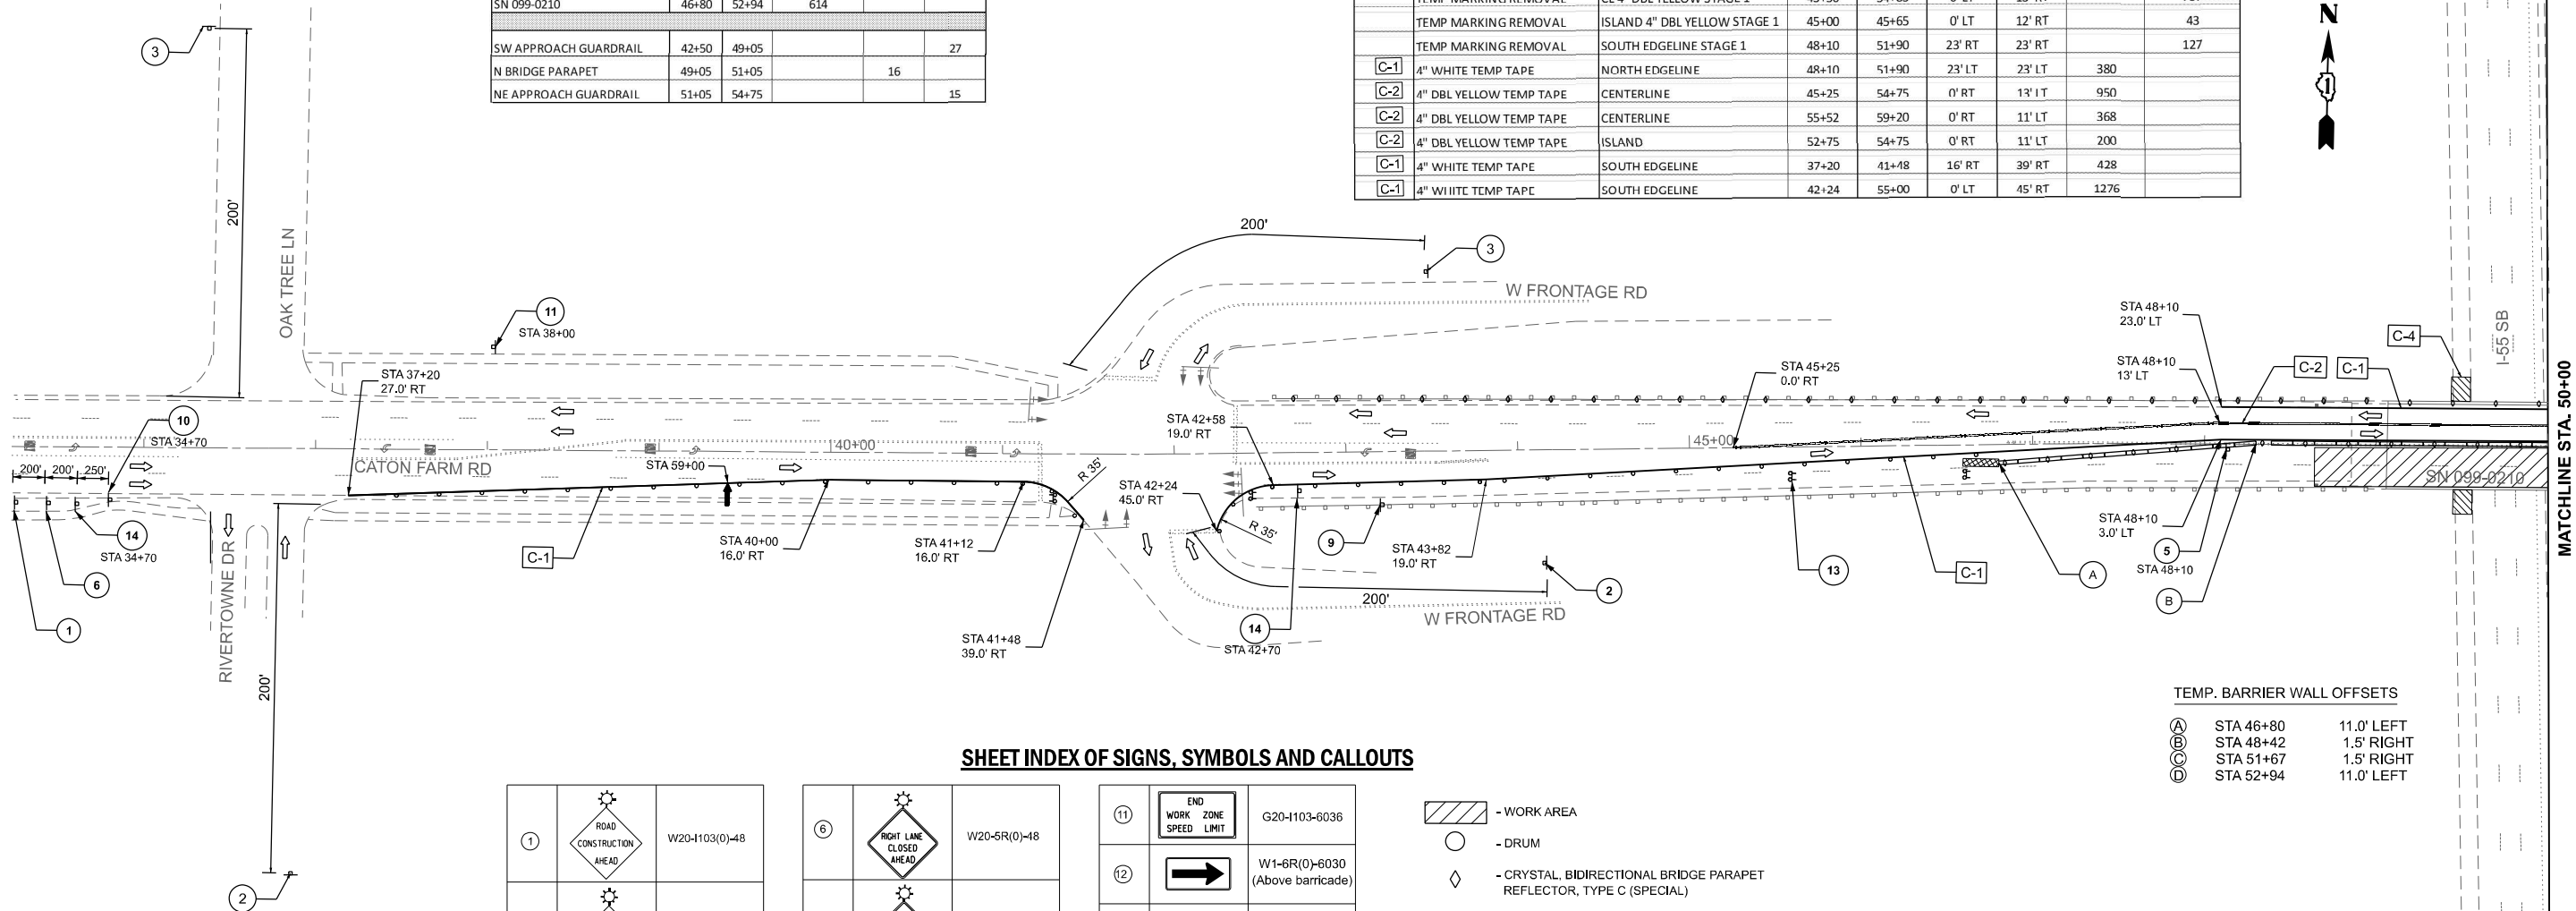 SN 099-0210 46+80 52+94 614
SW APPROACH GUARDRAIL 42+50 49+05 27
N BRIDGE PARAPET 49+05 51+05 16
NE APPROACH GUARDRAIL 51+05 54+75 15
TEMP MARKING REMOVAL ISLAND 4" DBL YELLOW STAGE 1 45+00 45+65 0' LT 12' RT 43
TEMP MARKING REMOVAL SOUTH EDGELINE STAGE 1 48+10 51+90 23' RT 23' RT 127
C-1 4" WHITE TEMP TAPE NORTH EDGELINE 48+10 51+90 23' LT 23' LT 380
C-2 4" DBL YELLOW TEMP TAPE CENTERLINE 45+25 54+75 0' RT 13' LT 950
C-2 4" DBL YELLOW TEMP TAPE CENTERLINE 55+52 59+20 0' RT 11' LT 368
C-2 4" DBL YELLOW TEMP TAPE ISLAND 52+75 54+75 0' RT 11' LT 200
C-1 4" WHITE TEMP TAPE SOUTH EDGELINE 37+20 41+48 16' RT 39' RT 428
C-1 4" WHITE TEMP TAPE SOUTH EDGELINE 42+24 55+00 0' LT 45' RT 1276
N
1
3
200'
OAK TREE LN
11
STA 38+00
200'
3
W FRONTAGE RD
STA 37+20
27.0' RT
10
STA 34+70
200' 200' 250'
CATON FARM RD
40+00
STA 59+00
R 35'
STA 42+58
19.0' RT
STA 42+24
45.0' RT
STA 45+25
0.0' RT
45+00
STA 48+10
23.0' LT
STA 48+10
13' LT
C-2
C-1
C-4
I-55 SB
MATCHLINE STA. 50+00
SN 099-0210
14
STA 34+70
6
1
RIVERTOWNE DR
200'
2
C-1
STA 40+00
16.0' RT
STA 41+12
16.0' RT
STA 41+48
39.0' RT
R 35'
9
STA 43+82
19.0' RT
200'
2
W FRONTAGE RD
14
STA 42+70
13
C-1
A
STA 48+10
3.0' LT
5
STA 48+10
B
TEMP. BARRIER WALL OFFSETS
A STA 46+80 11.0' LEFT
B STA 48+42 1.5' RIGHT
C STA 51+67 1.5' RIGHT
D STA 52+94 11.0' LEFT
SHEET INDEX OF SIGNS, SYMBOLS AND CALLOUTS
1
ROAD
CONSTRUCTION
AHEAD
W20-I103(0)-48
6
RIGHT LANE
CLOSED
AHEAD
W20-5R(0)-48
11
END
WORK ZONE
SPEED LIMIT
G20-I103-6036
12
W1-6R(0)-6030
(Above barricade)
- WORK AREA
- DRUM
- CRYSTAL, BIDIRECTIONAL BRIDGE PARAPET
REFLECTOR, TYPE C (SPECIAL)